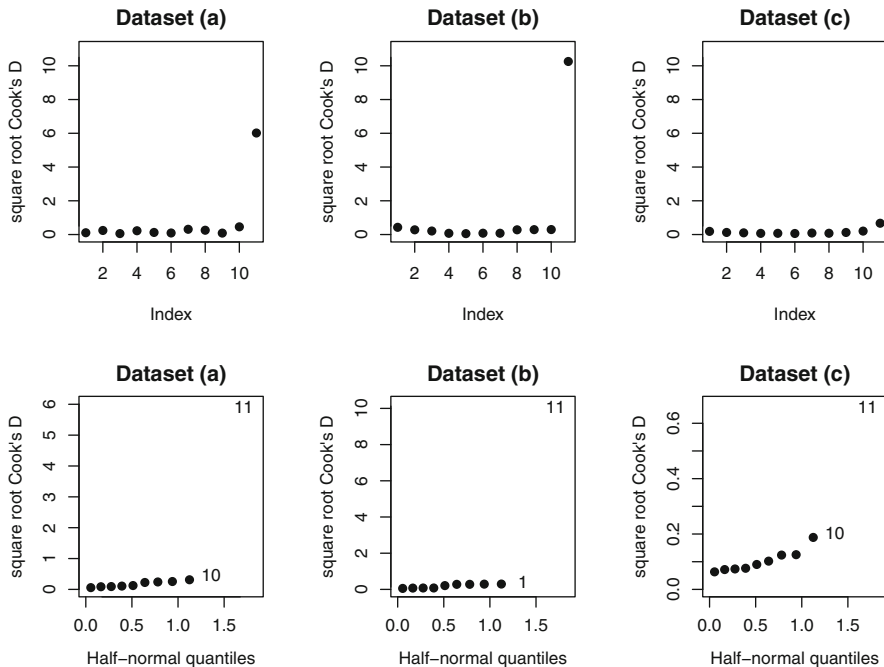 Dataset (a)
Dataset (b)
Dataset (c)
square root Cook's D
0 2 4 6 8 10
2 4 6 8 10
Index
square root Cook's D
0 2 4 6 8 10
2 4 6 8 10
Index
square root Cook's D
0 2 4 6 8 10
2 4 6 8 10
Index
Dataset (a)
Dataset (b)
Dataset (c)
square root Cook's D
0 1 2 3 4 5 6
11
10
0.0 0.5 1.0 1.5
Half−normal quantiles
square root Cook's D
0 2 4 6 8 10
11
1
0.0 0.5 1.0 1.5
Half−normal quantiles
square root Cook's D
0.0 0.2 0.4 0.6
11
10
0.0 0.5 1.0 1.5
Half−normal quantiles